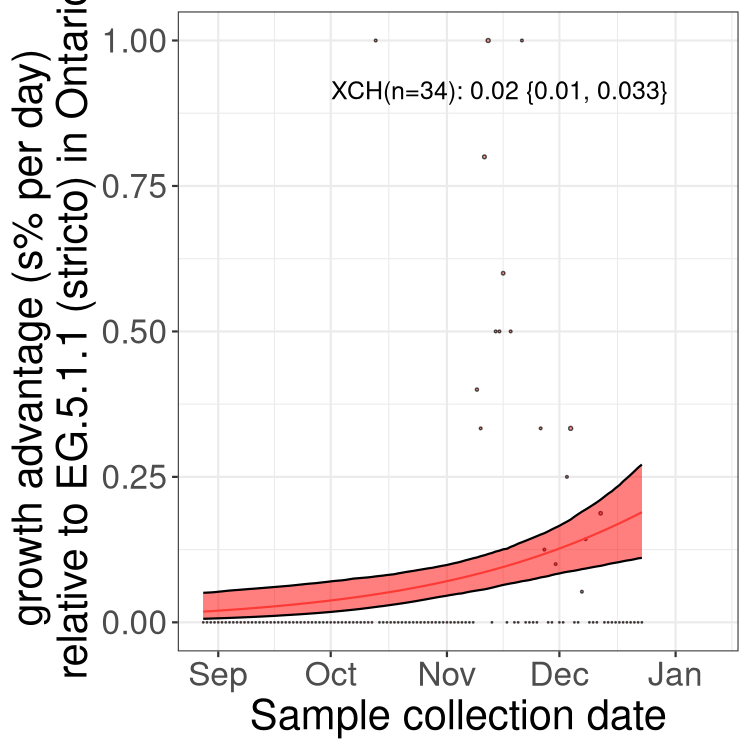 growth advantage (s% per day)
relative to EG.5.1.1 (stricto) in Ontario
1.00
0.75
0.50
0.25
0.00
XCH(n=34): 0.02 {0.01, 0.033}
Sep Oct Nov Dec Jan
Sample collection date